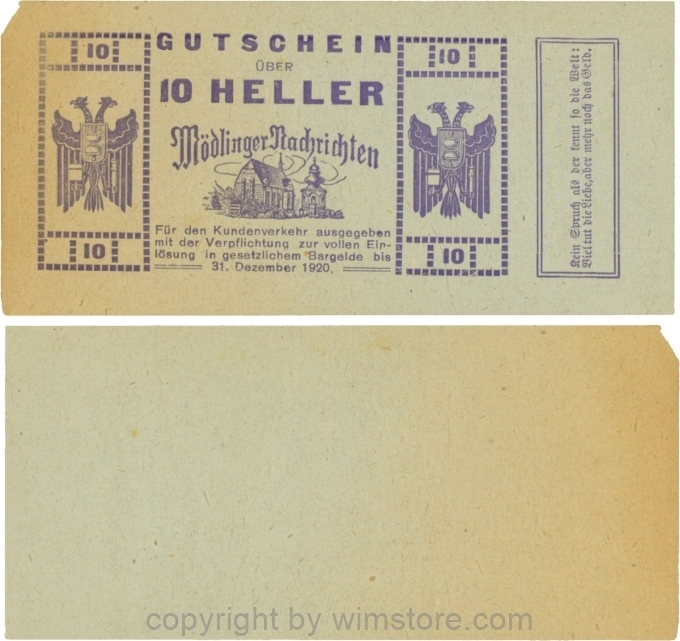 10
10
GUTSCHEIN
ÜBER
10 HELLER
Mödlinger Nachrichten
Für den Kundenverkehr ausgegeben
mit der Verpflichtung zur vollen Ein-
lösung in gesetzlichem Bargelde bis
31. Dezember 1920.
10
10
Kein Spruch als der kennt so die Welt:
Viel tut die Liebe, aber mehr noch das Geld.
copyright by wimstore.com